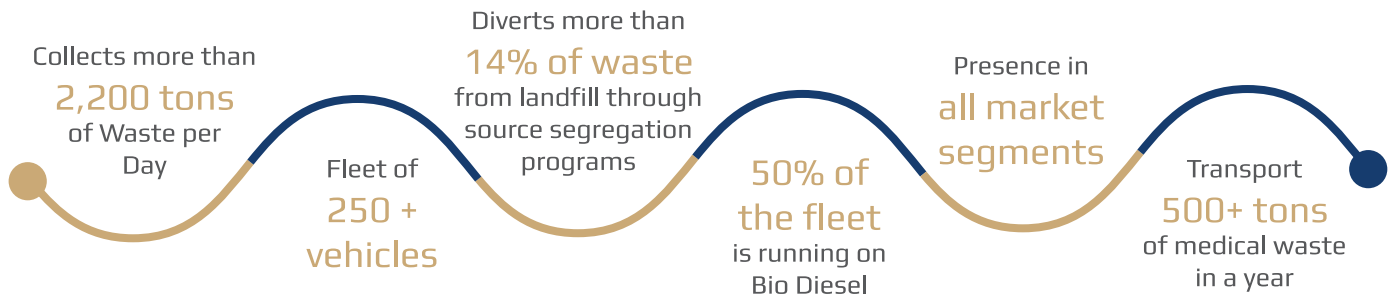 Collects more than
2,200 tons
of Waste per
Day
Fleet of
250 +
vehicles
Diverts more than
14% of waste
from landfill through
source segregation
programs
50% of
the fleet
is running on
Bio Diesel
Presence in
all market
segments
Transport
500+ tons
of medical waste
in a year